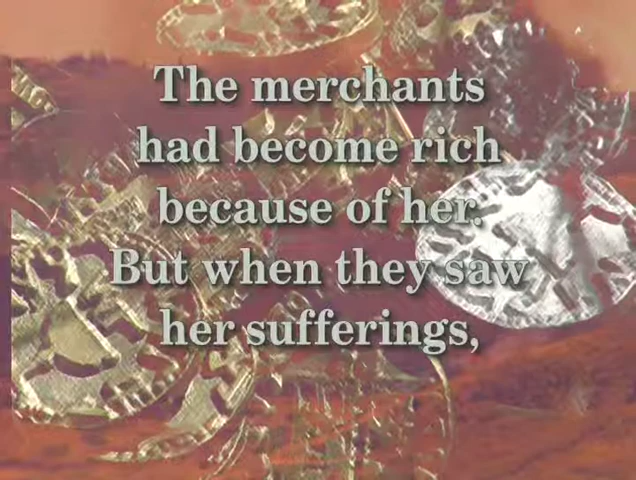 The merchants
had become rich
because of her.
But when they saw
her sufferings,